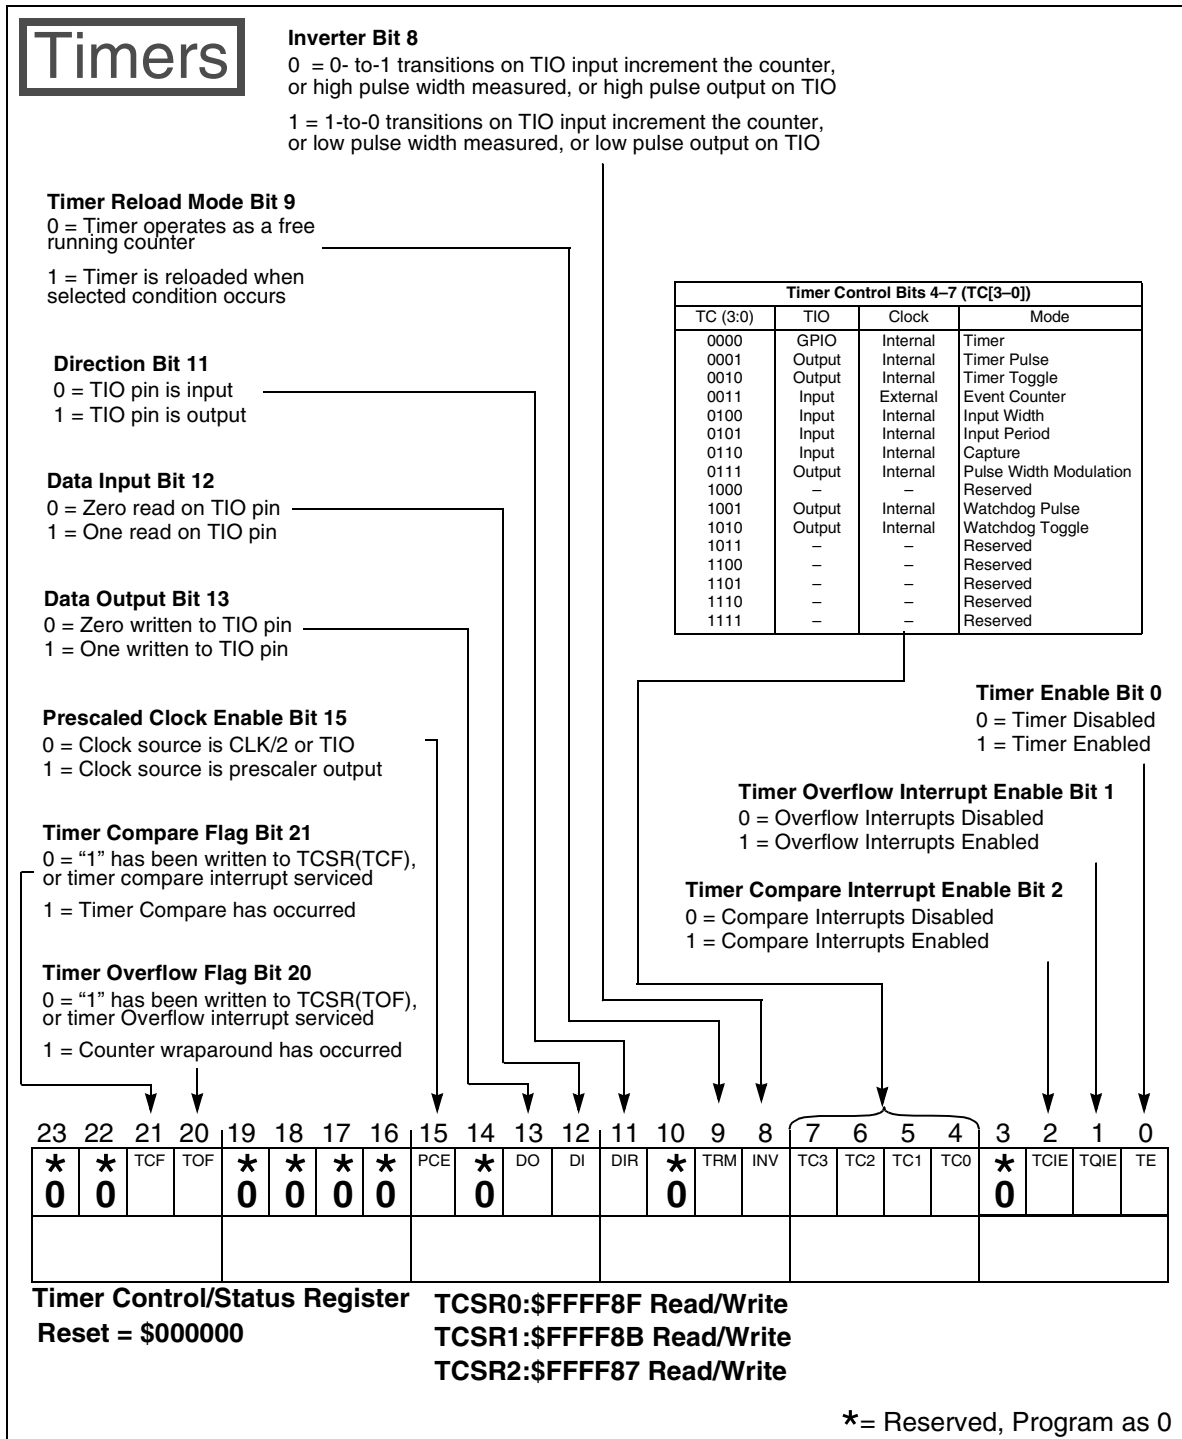 Timers
Inverter Bit 8
0 = 0- to-1 transitions on TIO input increment the counter,
or high pulse width measured, or high pulse output on TIO
1 = 1-to-0 transitions on TIO input increment the counter,
or low pulse width measured, or low pulse output on TIO
Timer Reload Mode Bit 9
0 = Timer operates as a free
running counter
1 = Timer is reloaded when
selected condition occurs
Direction Bit 11
0 = TIO pin is input
1 = TIO pin is output
Data Input Bit 12
0 = Zero read on TIO pin
1 = One read on TIO pin
Data Output Bit 13
0 = Zero written to TIO pin
1 = One written to TIO pin
Prescaled Clock Enable Bit 15
0 = Clock source is CLK/2 or TIO
1 = Clock source is prescaler output
Timer Compare Flag Bit 21
0 = “1” has been written to TCSR(TCF),
or timer compare interrupt serviced
1 = Timer Compare has occurred
Timer Overflow Flag Bit 20
0 = “1” has been written to TCSR(TOF),
or timer Overflow interrupt serviced
1 = Counter wraparound has occurred
Timer Control Bits 4–7 (TC[3–0])
TC (3:0) TIO Clock Mode
0000 GPIO Internal Timer
0001 Output Internal Timer Pulse
0010 Output Internal Timer Toggle
0011 Input External Event Counter
0100 Input Internal Input Width
0101 Input Internal Input Period
0110 Input Internal Capture
0111 Output Internal Pulse Width Modulation
1000 – – Reserved
1001 Output Internal Watchdog Pulse
1010 Output Internal Watchdog Toggle
1011 – – Reserved
1100 – – Reserved
1101 – – Reserved
1110 – – Reserved
1111 – – Reserved
Timer Enable Bit 0
0 = Timer Disabled
1 = Timer Enabled
Timer Overflow Interrupt Enable Bit 1
0 = Overflow Interrupts Disabled
1 = Overflow Interrupts Enabled
Timer Compare Interrupt Enable Bit 2
0 = Compare Interrupts Disabled
1 = Compare Interrupts Enabled
23 22 21 20 19 18 17 16 15 14 13 12 11 10 9 8 7 6 5 4 3 2 1 0
* * TCF TOF * * * * PCE * DO DI DIR * TRM INV TC3 TC2 TC1 TC0 * TCIE TQIE TE
0 0 0 0 0 0 0 0 0
Timer Control/Status Register
Reset = $000000
TCSR0:$FFFF8F Read/Write
TCSR1:$FFFF8B Read/Write
TCSR2:$FFFF87 Read/Write
*= Reserved, Program as 0